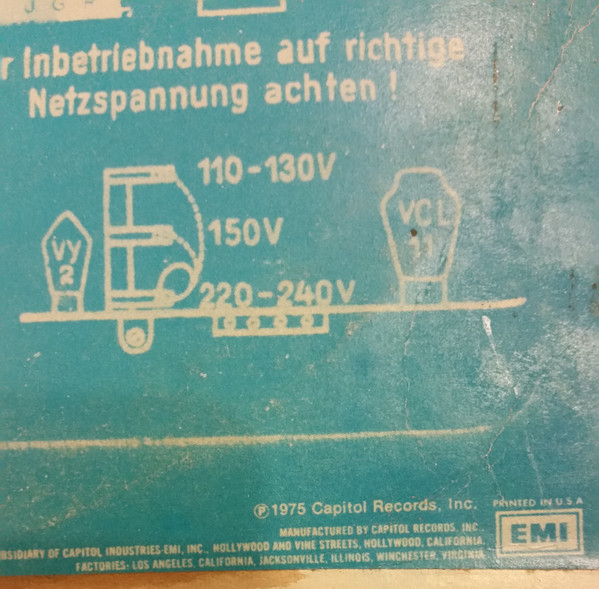 r Inbetriebnahme auf richtige
Netzspannung achten!
110-130V
VCL
11
150V
VY
2
220-240V
℗1975 Capitol Records, Inc.
PRINTED IN U.S.A
MANUFACTURED BY CAPITOL RECORDS, INC.,
EMI
BSIDIARY OF CAPITOL INDUSTRIES-EMI, INC., HOLLYWOOD AND VINE STREETS, HOLLYWOOD, CALIFORNIA.
FACTORIES: LOS ANGELES, CALIFORNIA, JACKSONVILLE, ILLINOIS, WINCHESTER, VIRGINIA.